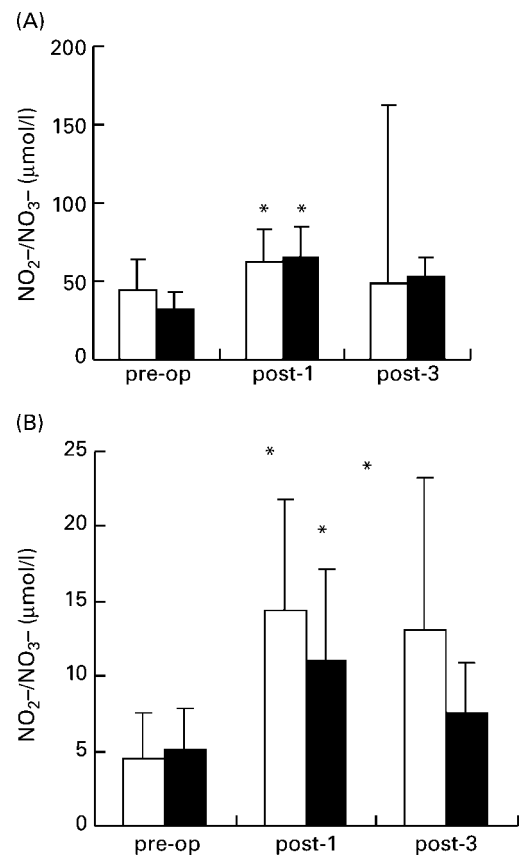 (A)
200
150
100
50
0
NO₂–/NO₃– (μmol/l)
* *
pre-op post-1 post-3
(B)
25
20
15
10
5
0
NO₂–/NO₃– (μmol/l)
* *
*
pre-op post-1 post-3